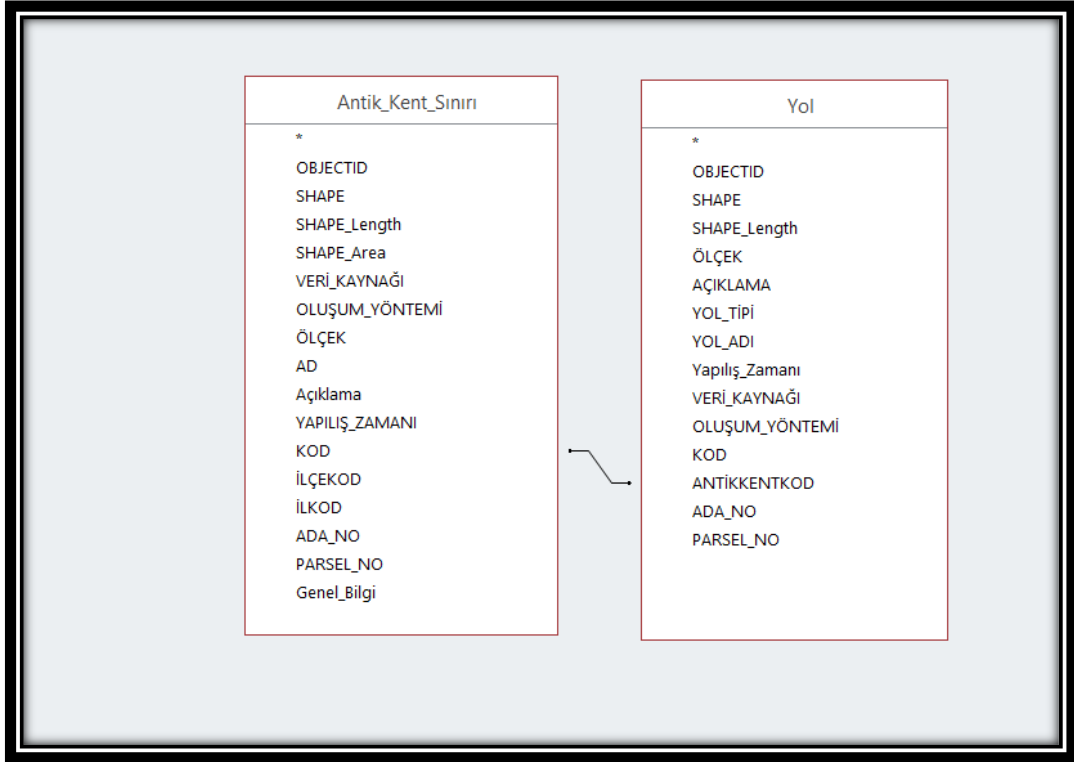 Antik_Kent_Sınırı
*
OBJECTID
SHAPE
SHAPE_Length
SHAPE_Area
VERİ_KAYNAĞI
OLUŞUM_YÖNTEMİ
ÖLÇEK
AD
Açıklama
YAPILIŞ_ZAMANI
KOD
İLÇEKOD
İLKOD
ADA_NO
PARSEL_NO
Genel_Bilgi
Yol
*
OBJECTID
SHAPE
SHAPE_Length
ÖLÇEK
AÇIKLAMA
YOL_TİPİ
YOL_ADI
Yapılış_Zamanı
VERİ_KAYNAĞI
OLUŞUM_YÖNTEMİ
KOD
ANTİKKENTKOD
ADA_NO
PARSEL_NO